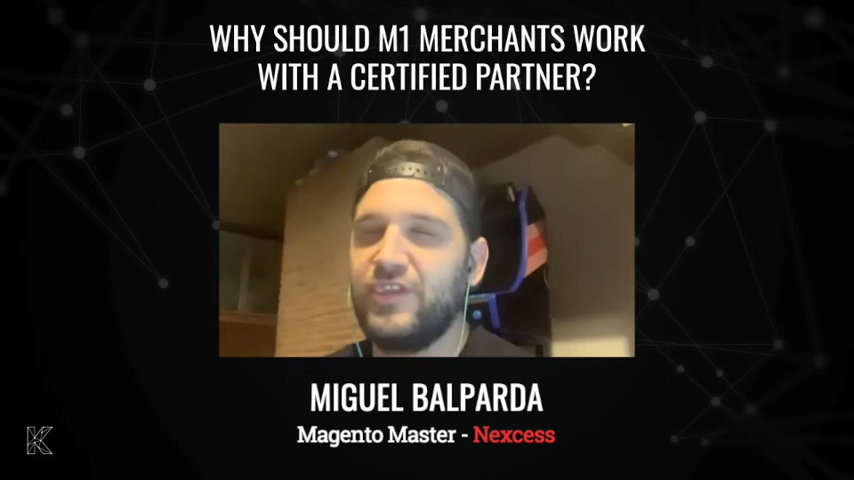 WHY SHOULD M1 MERCHANTS WORK
WITH A CERTIFIED PARTNER?
MIGUEL BALPARDA
Magento Master - Nexcess
K